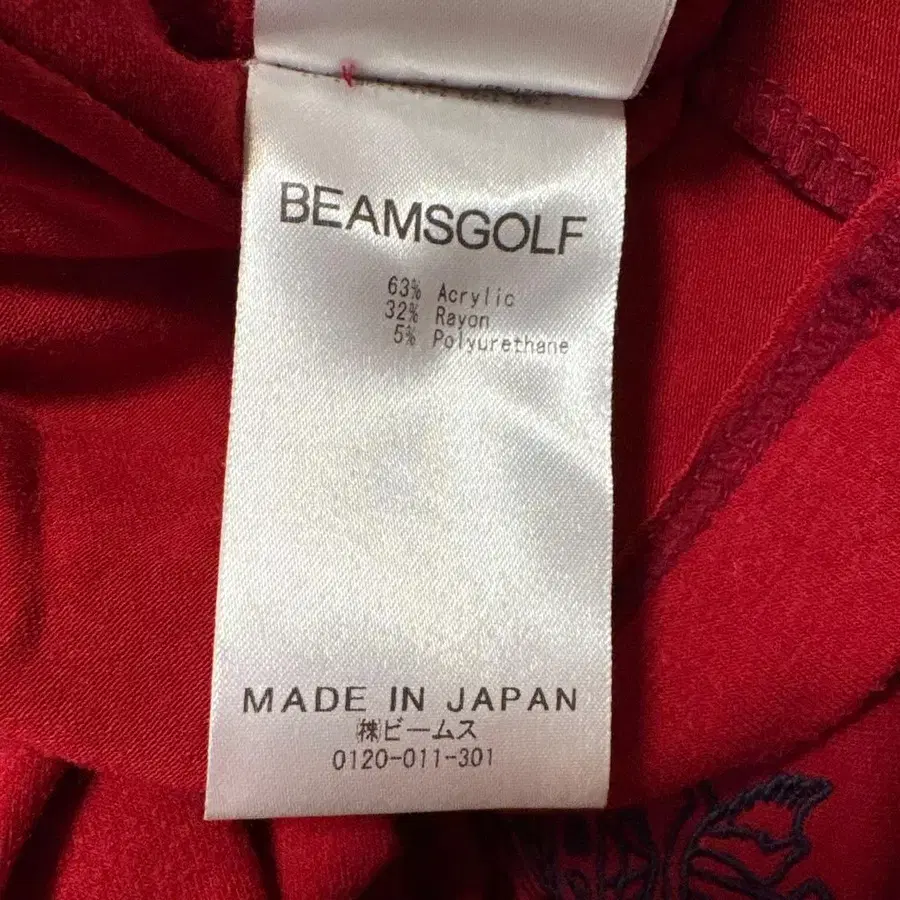 BEAMSGOLF
63% Acrylic
32% Rayon
5% Polyurethane
MADE IN JAPAN
㈱ビームス
0120-011-301